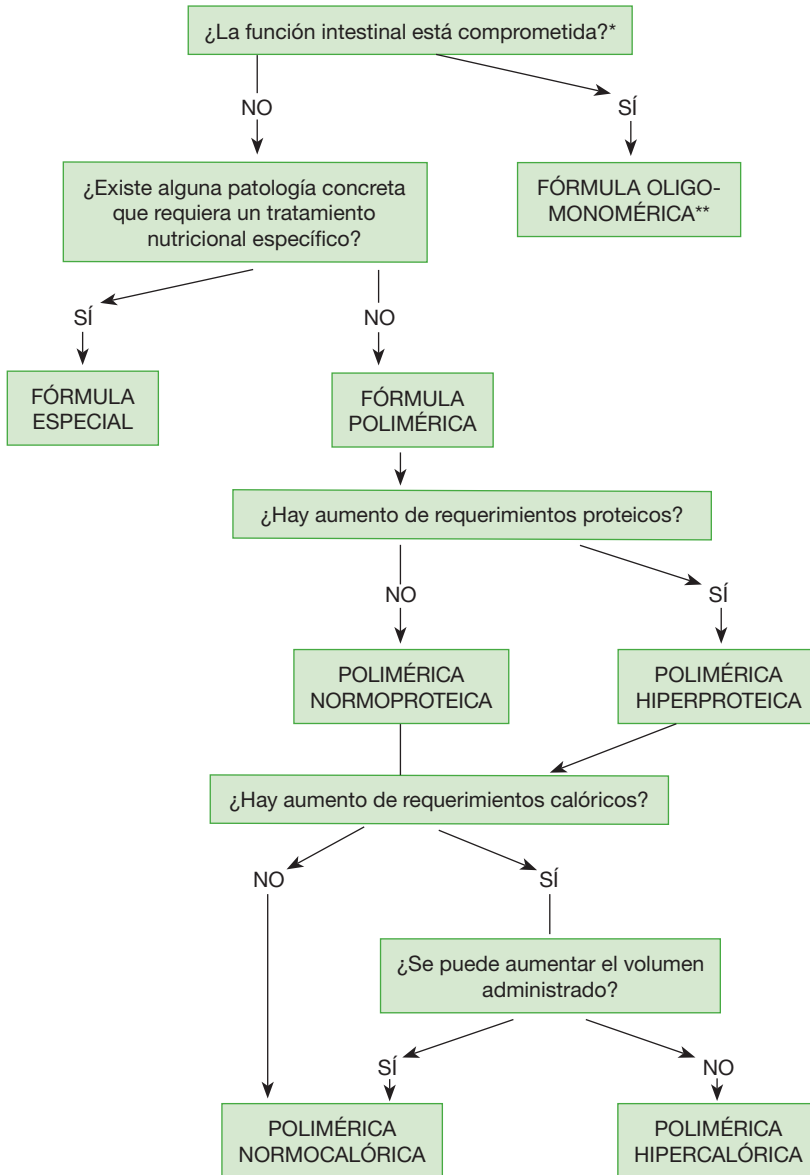 ¿La función intestinal está comprometida?*
NO
SÍ
¿Existe alguna patología concreta
que requiera un tratamiento
nutricional específico?
FÓRMULA OLIGO-
MONOMÉRICA**
SÍ
NO
FÓRMULA
ESPECIAL
FÓRMULA
POLIMÉRICA
¿Hay aumento de requerimientos proteicos?
NO
SÍ
POLIMÉRICA
NORMOPROTEICA
POLIMÉRICA
HIPERPROTEICA
¿Hay aumento de requerimientos calóricos?
NO
SÍ
¿Se puede aumentar el volumen
administrado?
SÍ
NO
POLIMÉRICA
NORMOCALÓRICA
POLIMÉRICA
HIPERCALÓRICA